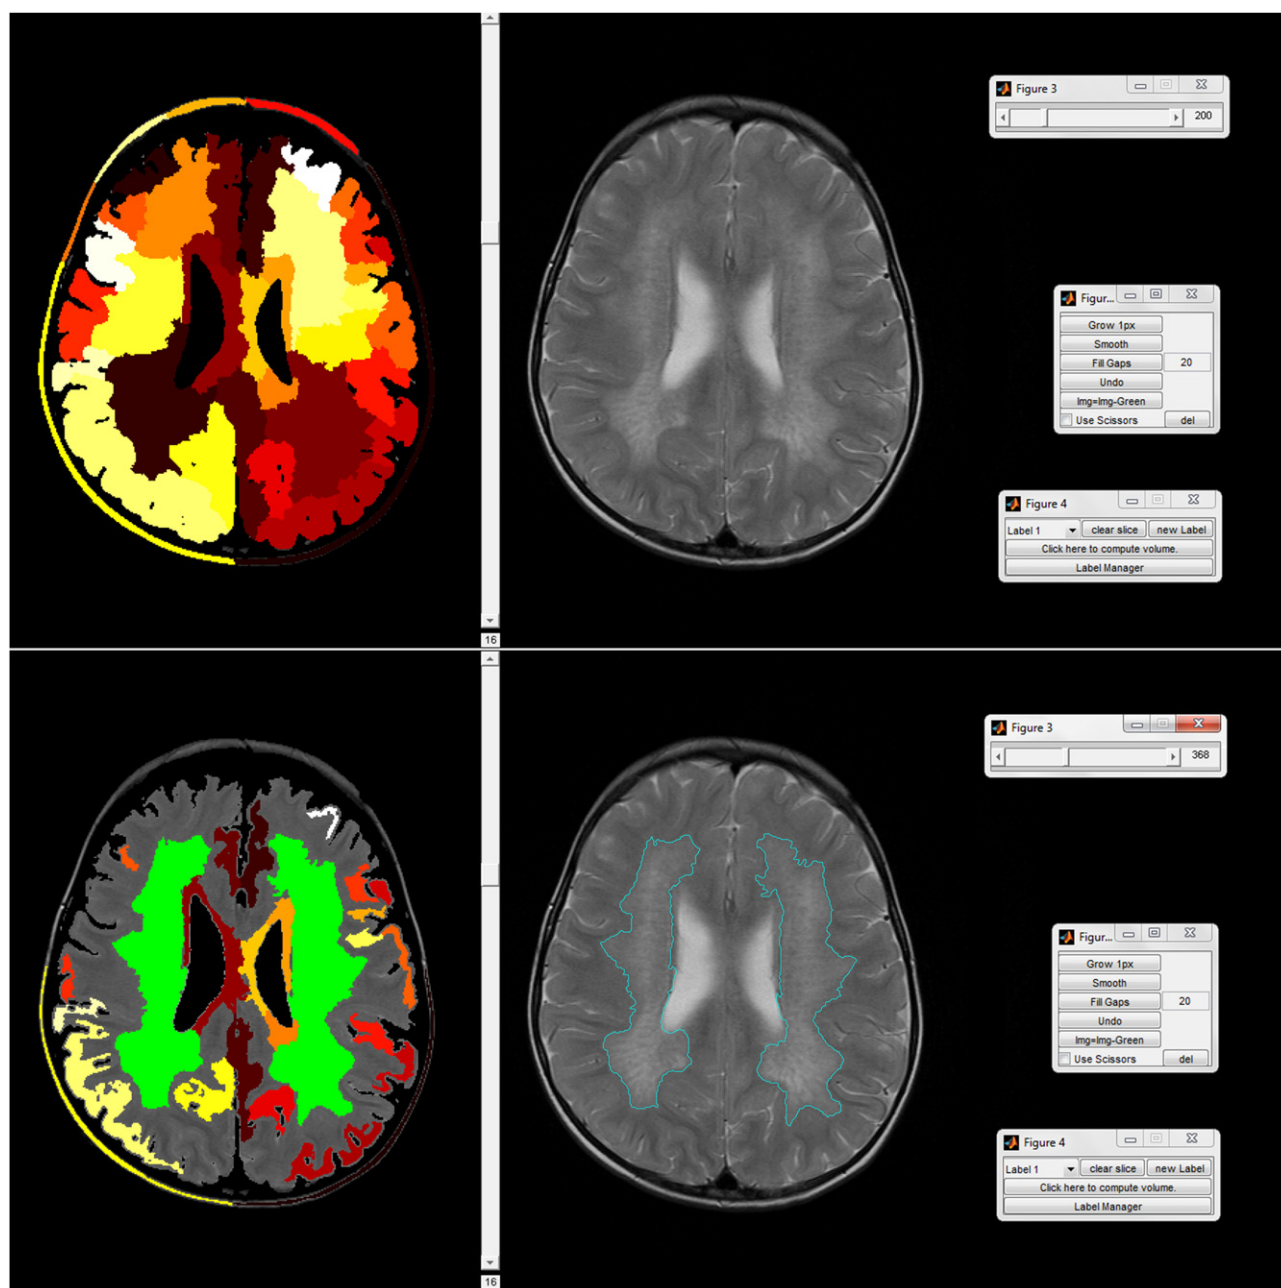 Figure 3
200
Figur...
Grow 1px
Smooth
Fill Gaps 20
Undo
Img=Img-Green
Use Scissors del
Figure 4
Label 1 clear slice new Label
Click here to compute volume.
Label Manager
16
Figure 3
368
Figur...
Grow 1px
Smooth
Fill Gaps 20
Undo
Img=Img-Green
Use Scissors del
Figure 4
Label 1 clear slice new Label
Click here to compute volume.
Label Manager
16